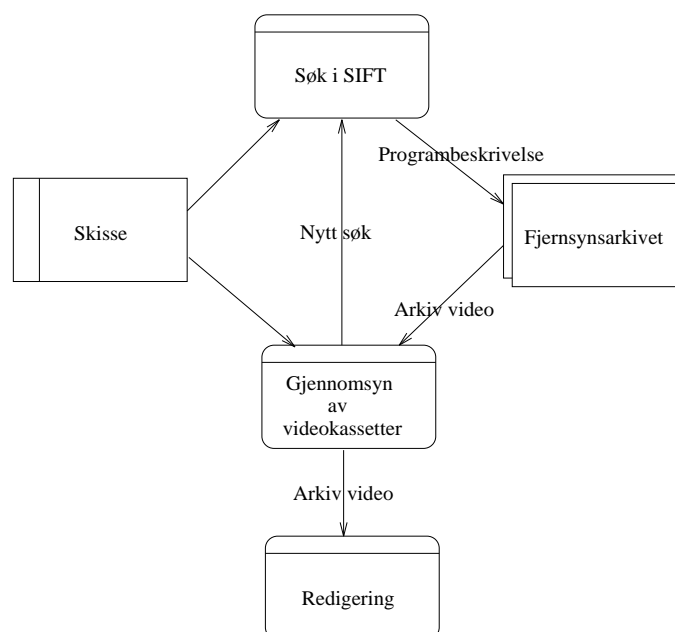 Søk i SIFT
Programbeskrivelse
Skisse
Nytt søk
Fjernsynsarkivet
Arkiv video
Gjennomsyn
av
videokassetter
Arkiv video
Redigering